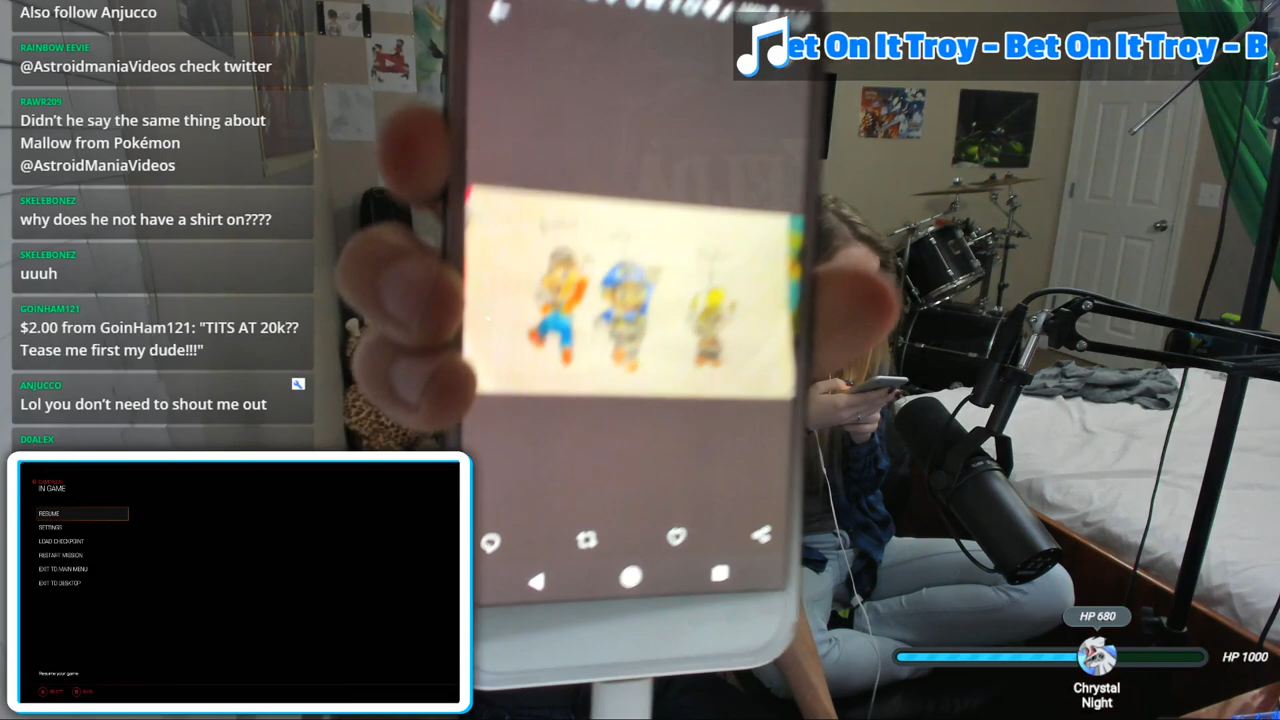 Also follow Anjucco
et On It Troy - Bet On It Troy - B
RAINBOW EEVIE
@AstroidmaniaVideos check twitter
RAWR209
Didn't he say the same thing about
Mallow from Pokémon
@AstroidManiaVideos
SKELEBONEZ
why does he not have a shirt on????
SKELEBONEZ
uuuh
GOINHAM121
$2.00 from GoinHam121: "TITS AT 20k??
Tease me first my dude!!!"
ANJUCCO
Lol you don't need to shout me out
D0ALEX
IN GAME
RESUME
SETTINGS
LOAD CHECKPOINT
RESTART MISSION
EXIT TO MAIN MENU
EXIT TO DESKTOP
Resume your game
HP 680
HP 1000
Chrystal
Night